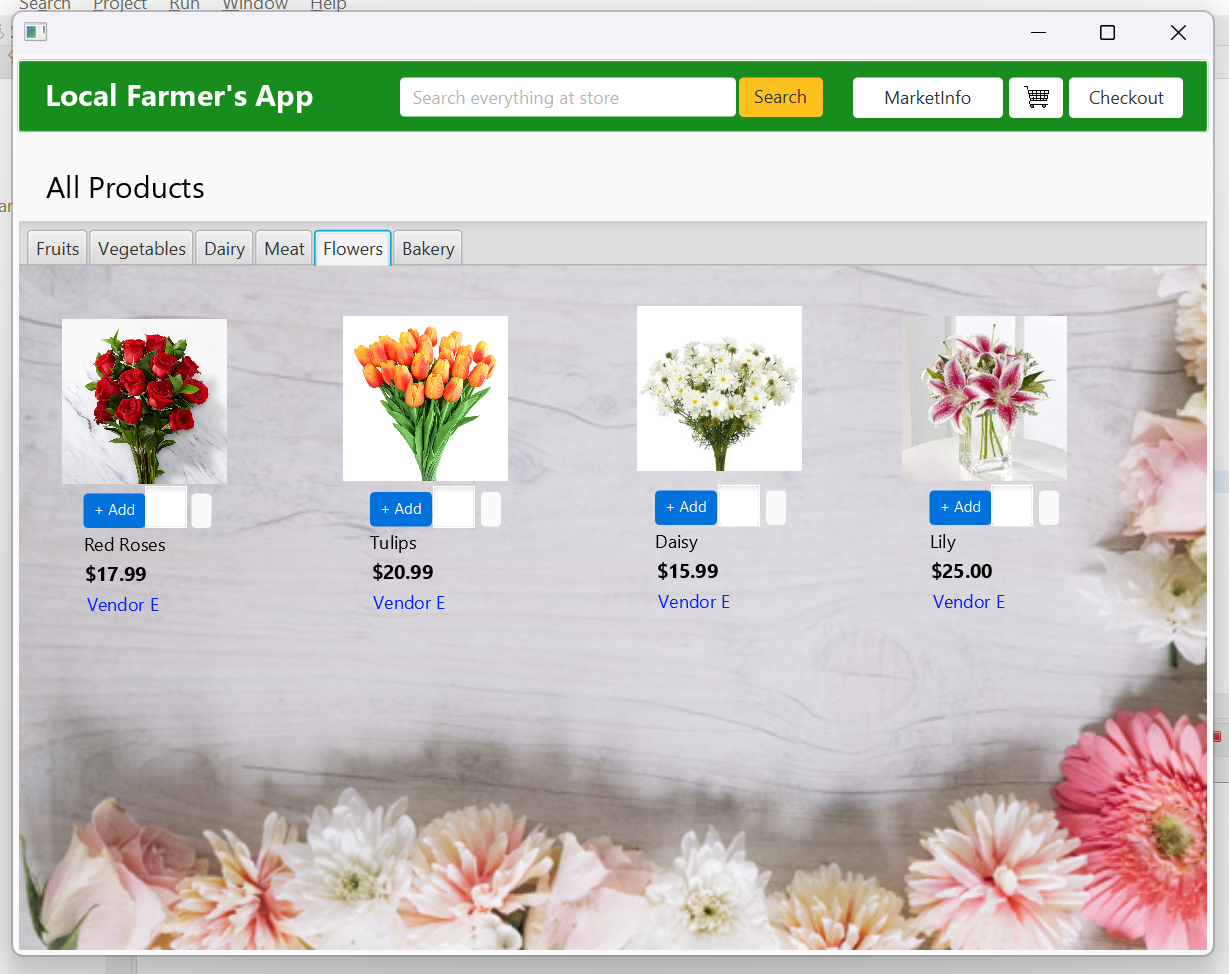 Search Project Run Window Help
Local Farmer's App
Search everything at store
Search
MarketInfo
Checkout
All Products
Fruits
Vegetables
Dairy
Meat
Flowers
Bakery
+ Add
+ Add
+ Add
+ Add
Red Roses
Tulips
Daisy
Lily
$17.99
$20.99
$15.99
$25.00
Vendor E
Vendor E
Vendor E
Vendor E